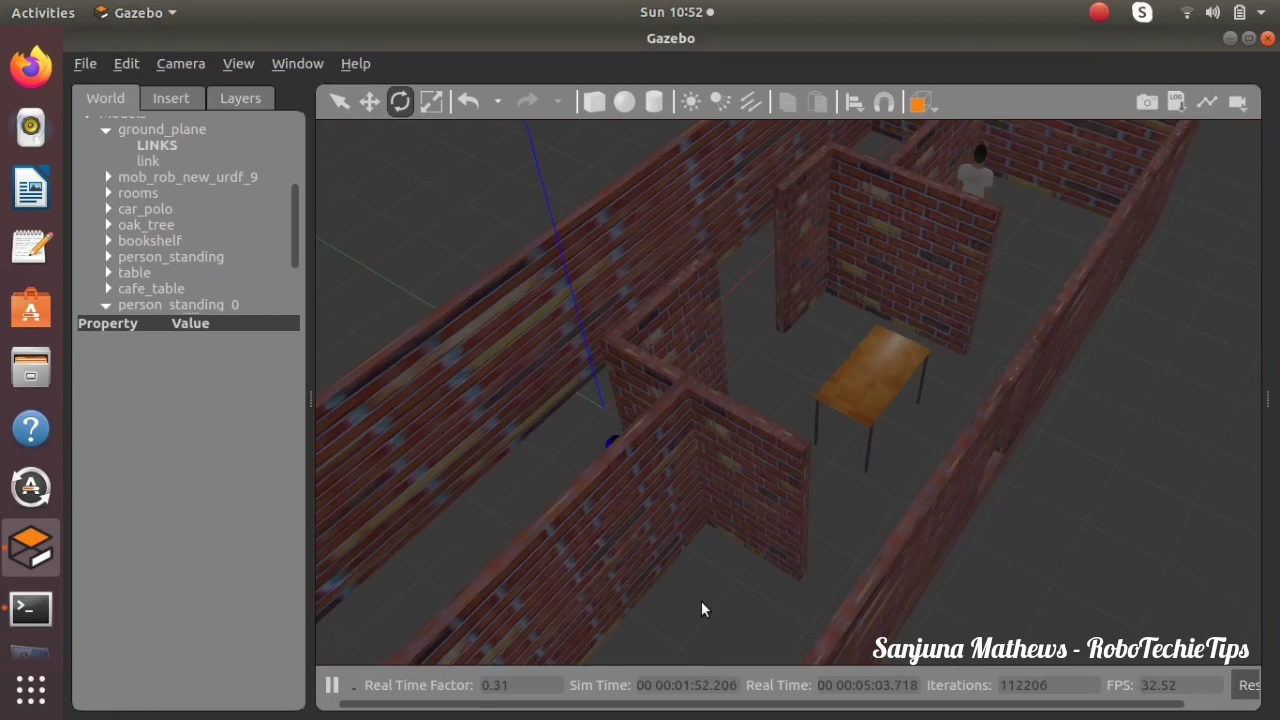 Activities Gazebo Sun 10:52
Gazebo
File Edit Camera View Window Help
World Insert Layers
ground_plane
LINKS
link
mob_rob_new_urdf_9
rooms
car_polo
oak_tree
bookshelf
person_standing
table
cafe_table
person_standing_0
Property Value
LOG
Sanjuna Mathews - RoboTechieTips
Real Time Factor: 0.31 Sim Time: 00 00:01:52.206 Real Time: 00 00:05:03.718 Iterations: 112206 FPS: 32.52 Res